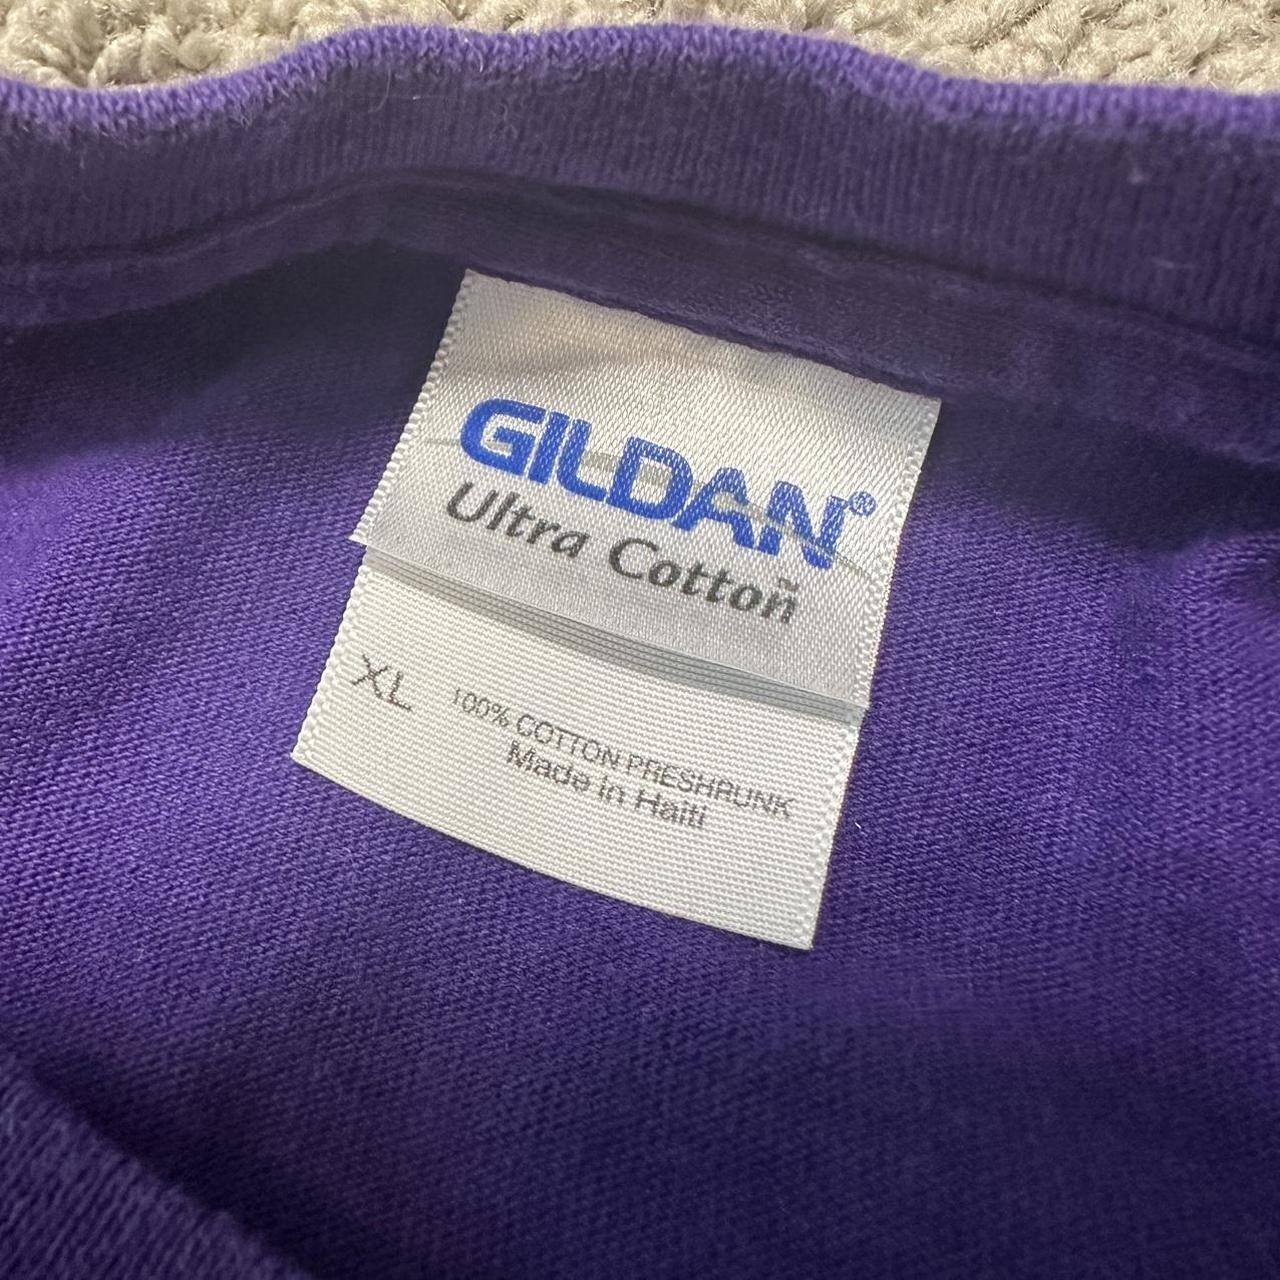 GILDAN®
Ultra Cotton™
XL 100% COTTON PRESHRUNK
Made in Haiti